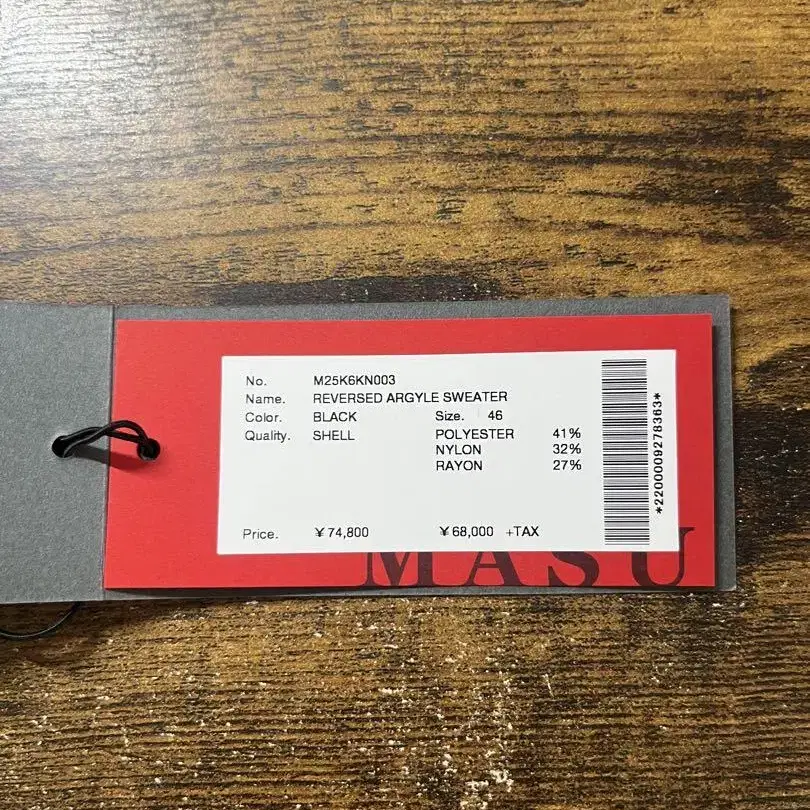 No. M25K6KN003
Name. REVERSED ARGYLE SWEATER
Color. BLACK Size. 46
Quality. SHELL POLYESTER 41%
NYLON 32%
RAYON 27%
Price. ¥74,800 ¥68,000 +TAX
*2200009278363*
MASU